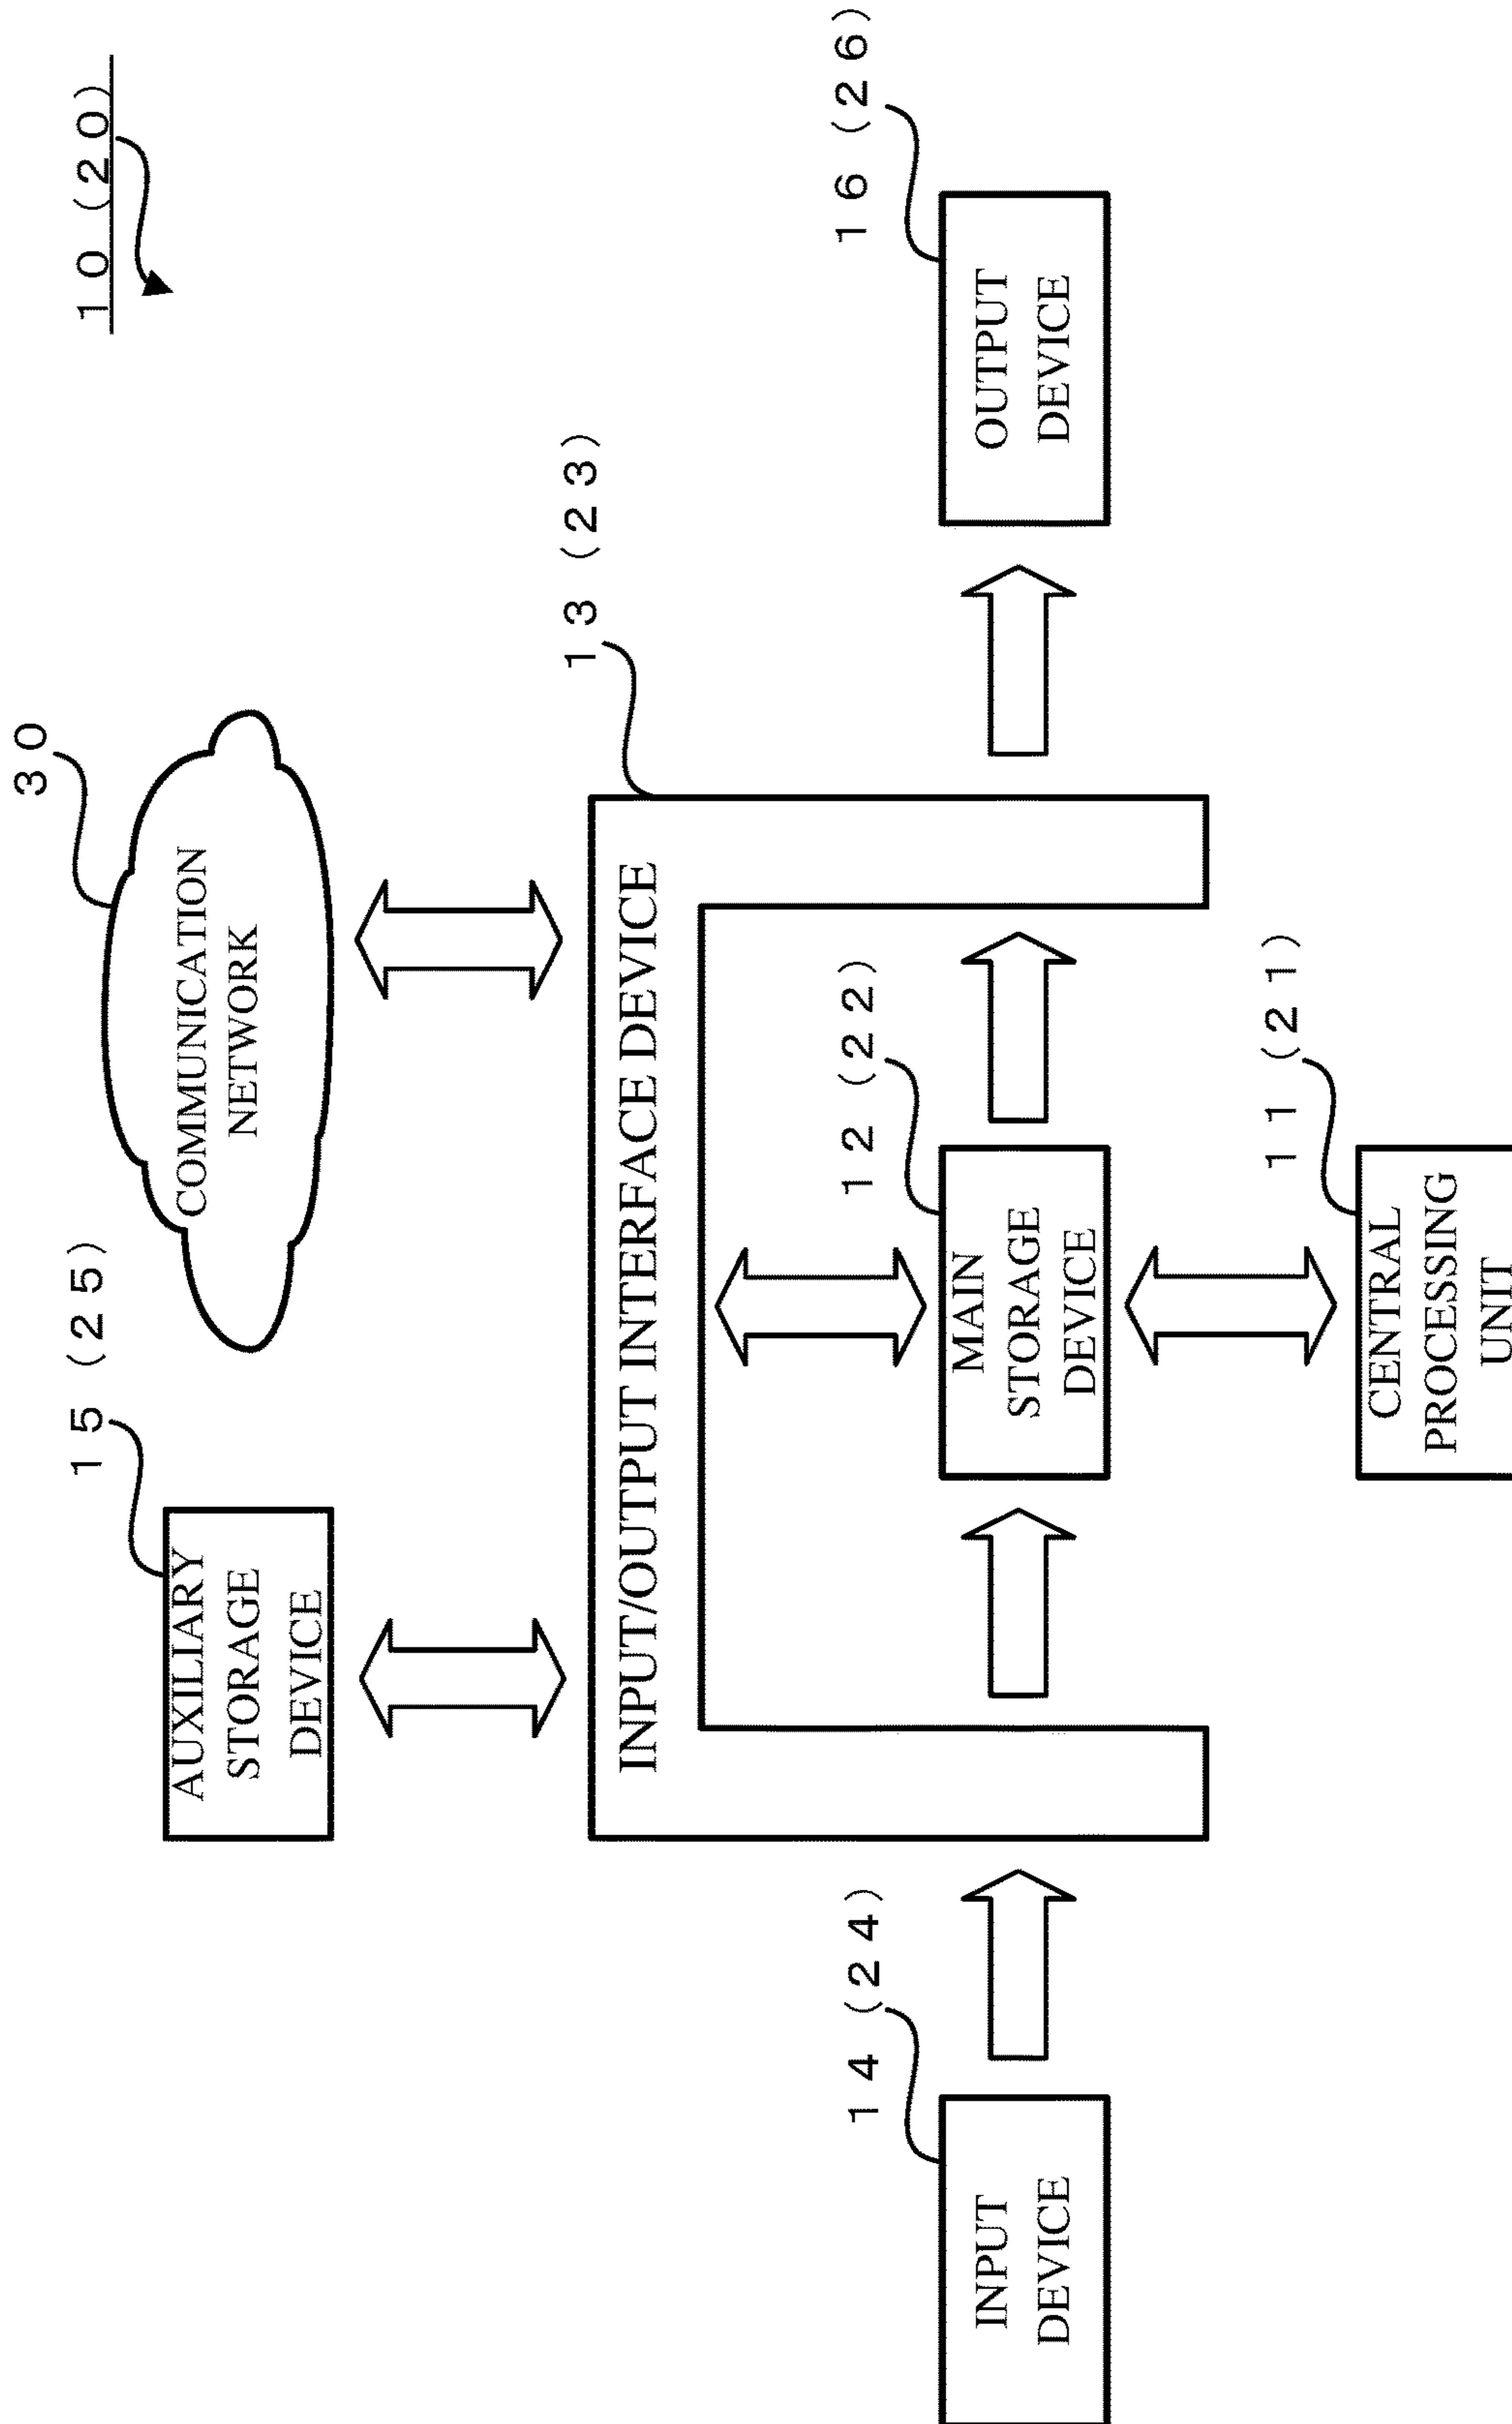 10 (20)
30
COMMUNICATION
NETWORK
15 (25)
AUXILIARY
STORAGE
DEVICE
13 (23)
INPUT/OUTPUT INTERFACE DEVICE
14 (24)
INPUT
DEVICE
12 (22)
MAIN
STORAGE
DEVICE
16 (26)
OUTPUT
DEVICE
11 (21)
CENTRAL
PROCESSING
UNIT